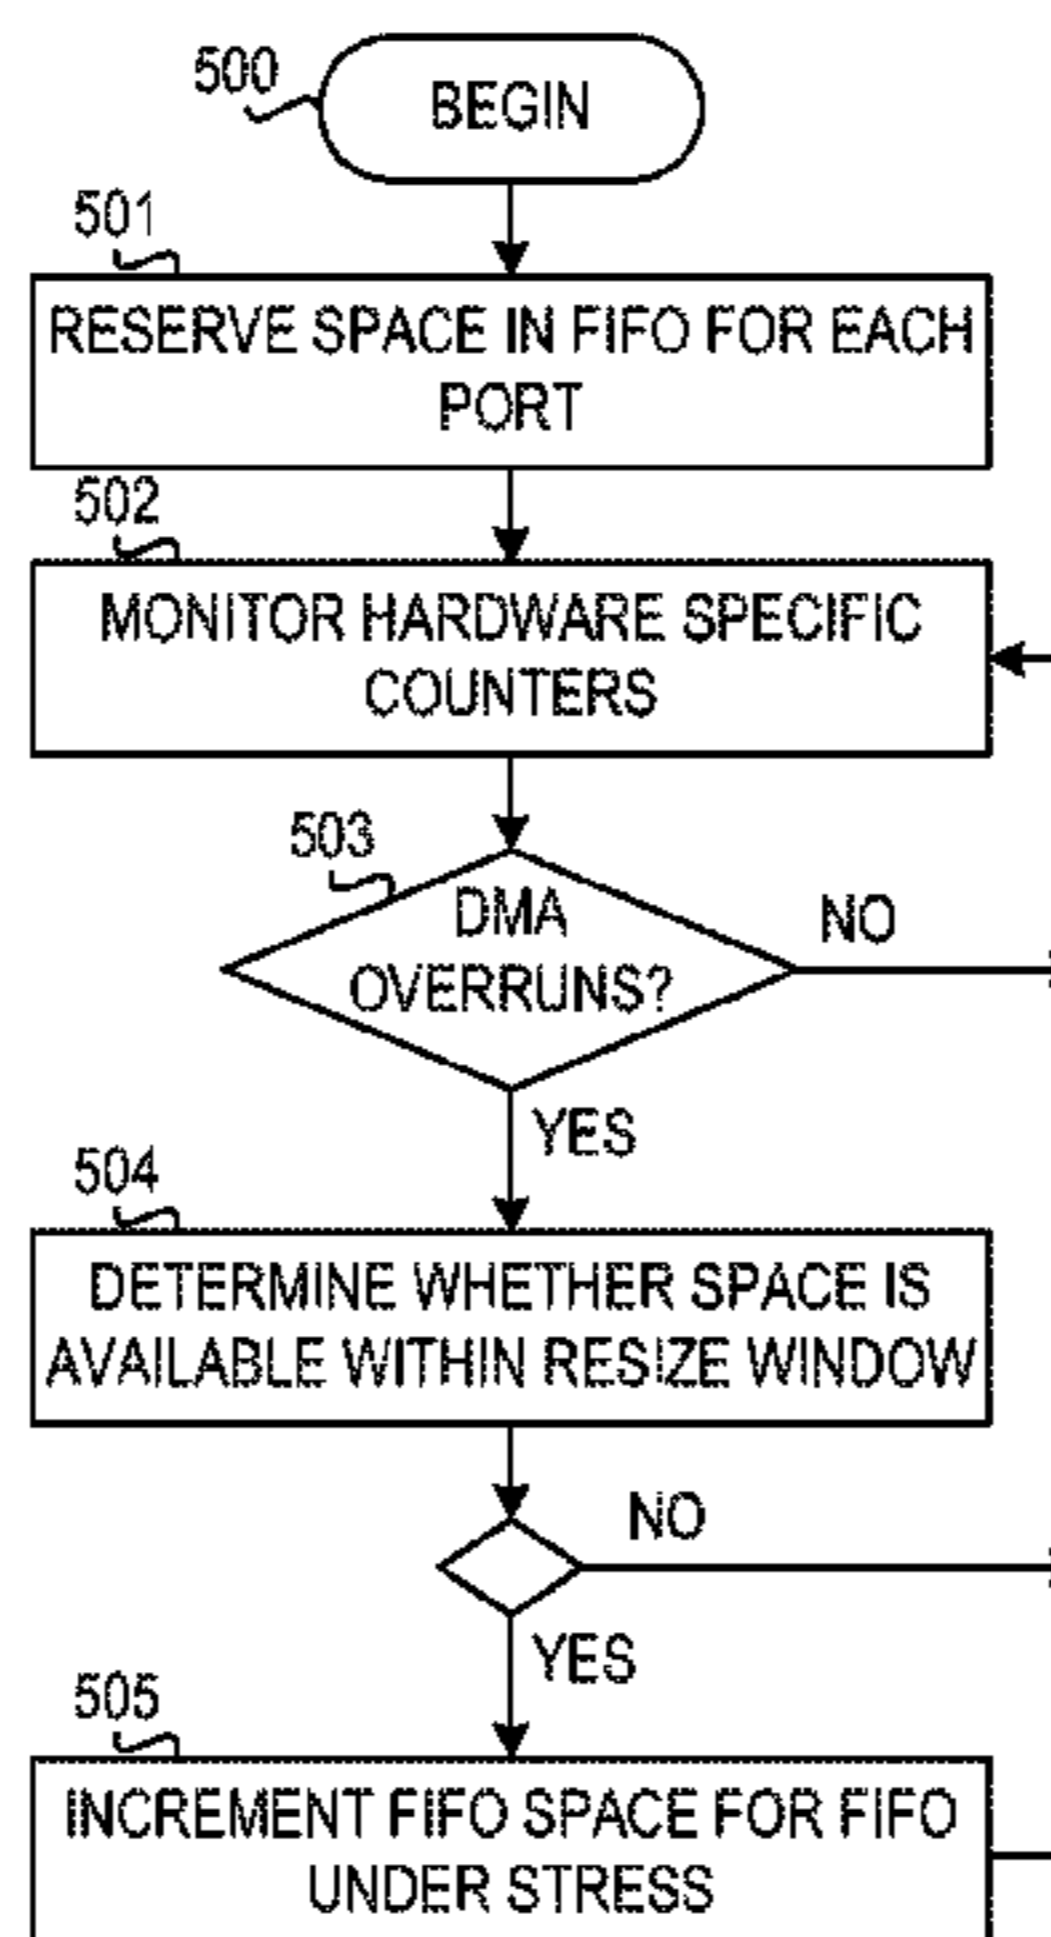 500
BEGIN
501
RESERVE SPACE IN FIFO FOR EACH
PORT
502
MONITOR HARDWARE SPECIFIC
COUNTERS
503
DMA
OVERRUNS?
NO
YES
504
DETERMINE WHETHER SPACE IS
AVAILABLE WITHIN RESIZE WINDOW
NO
YES
505
INCREMENT FIFO SPACE FOR FIFO
UNDER STRESS